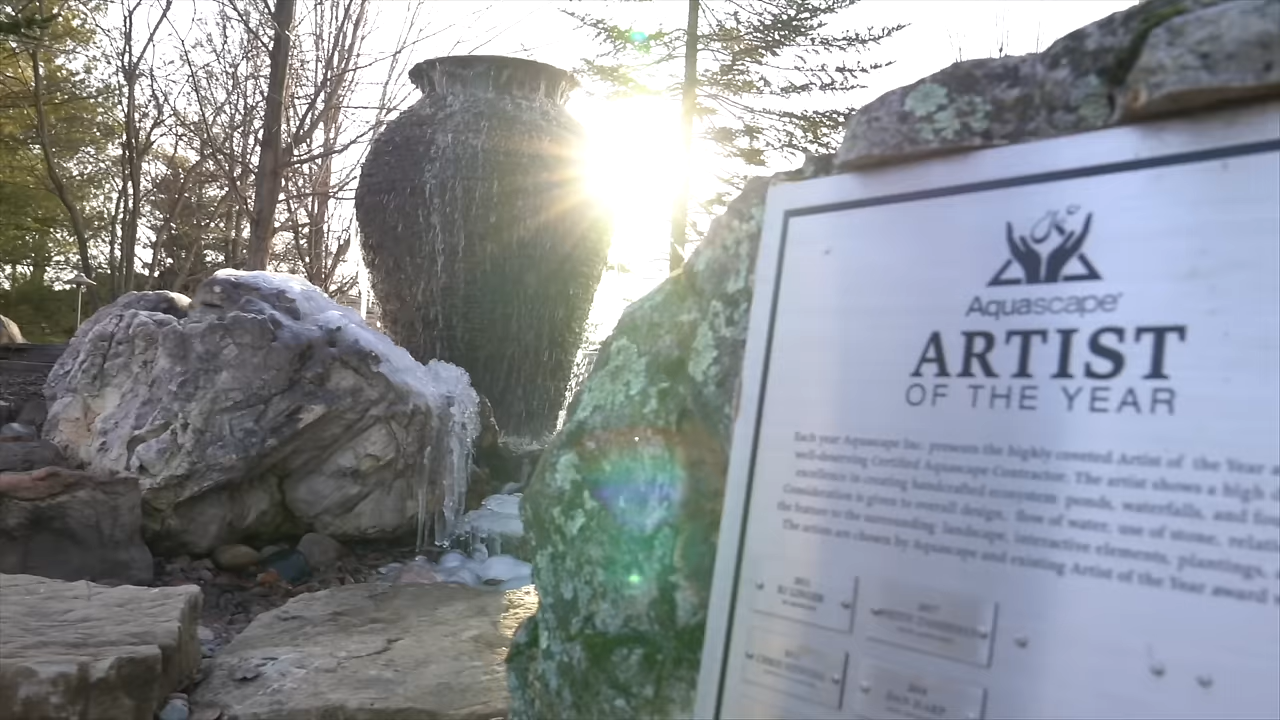 Aquascape
ARTIST
OF THE YEAR
Each year Aquascape Inc. presents the highly coveted Artist of the Year a
well-deserving Certified Aquascape Contractor. The artist shows a high
excellence in creating handcrafted ecosystem ponds, waterfalls, and
Consideration is given to overall design, flow of water, use of stone,
the feature to the surrounding landscape, interactive elements, plantings,
The artists are chosen by Aquascape and existing Artist of the Year award